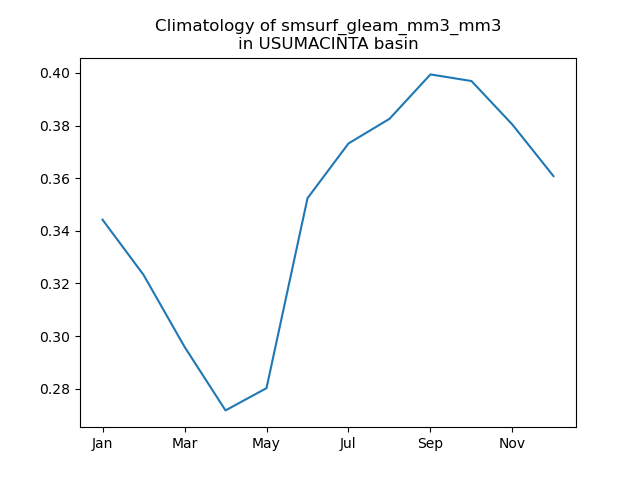 Climatology of smsurf_gleam_mm3_mm3
in USUMACINTA basin
0.40
0.38
0.36
0.34
0.32
0.30
0.28
Jan Mar May Jul Sep Nov